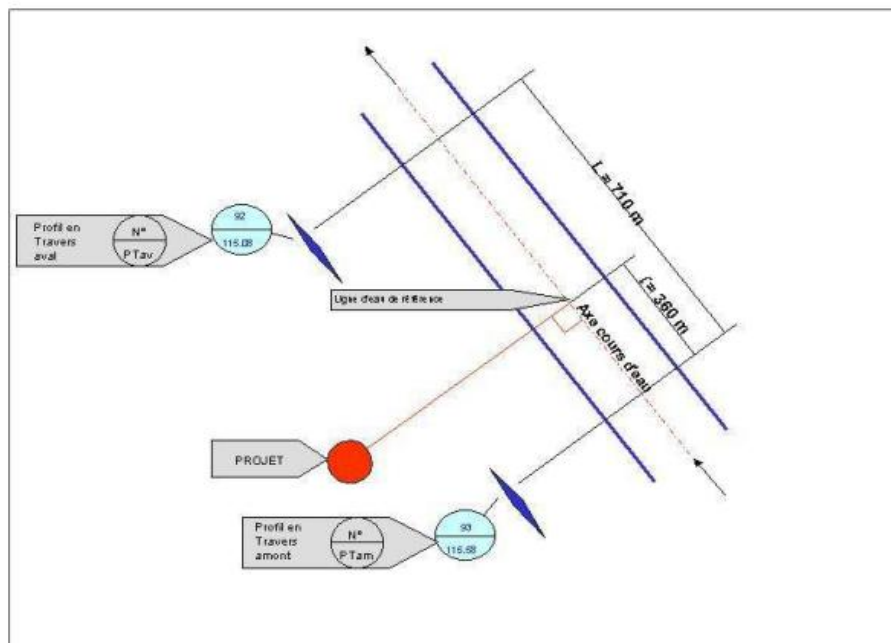 L = 710 m
92
Profil en
Travers
aval
N°
PTav
115.08
l = 360 m
Ligne d'eau de référence
Axe cours d'eau
PROJET
93
Profil en
Travers
amont
N°
PTam
115.58